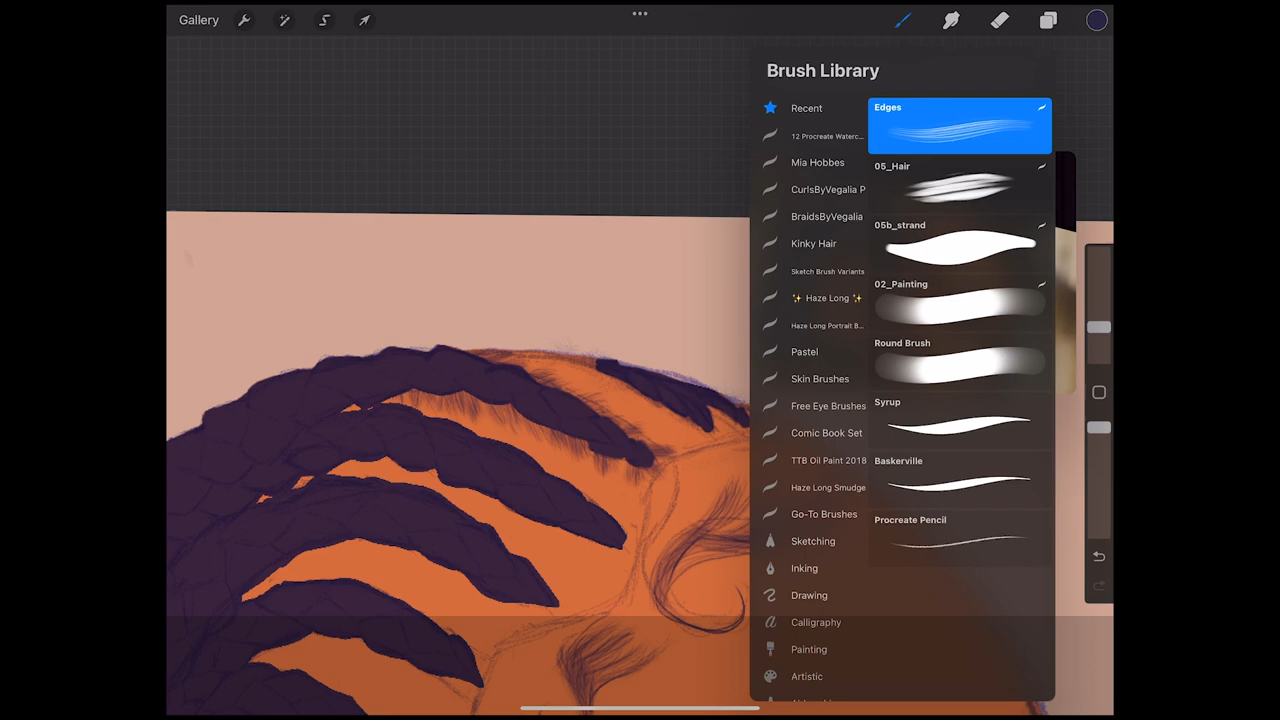 Gallery
Brush Library
Recent
12 Procreate Waterc...
Mia Hobbes
CurlsByVegalia P
BraidsByVegalia
Kinky Hair
Sketch Brush Variants
✨ Haze Long ✨
Haze Long Portrait B...
Pastel
Skin Brushes
Free Eye Brushes
Comic Book Set
TTB Oil Paint 2018
Haze Long Smudge
Go-To Brushes
Sketching
Inking
Drawing
Calligraphy
Painting
Artistic
Edges
05_Hair
05b_strand
02_Painting
Round Brush
Syrup
Baskerville
Procreate Pencil